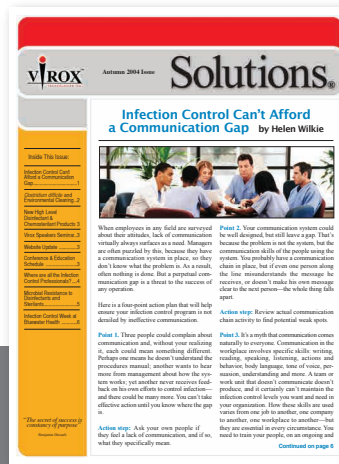 VIROX
TECHNOLOGIES INC.
Autumn 2004 Issue
Solutions®
Infection Control Can't Afford
a Communication Gap by Helen Wilkie
Inside This Issue:
Infection Control Can't
Afford a Communication
Gap.....................1
Clostridium difficile and
Environmental Cleaning..2
New High Level
Disinfectant &
Chemosterilant Products 3
Virox Speakers Seminar..3
Website Update ............3
Conference & Education
Schedule ...................3
Where are all the Infection
Control Professionals?....4
Microbial Resistance to
Disinfectants and
Sterilants.................5
Infection Control Week at
Bluewater Health ..........6
"The secret of success is
constancy of purpose"
Benjamin Disraeli
When employees in any field are surveyed
about their attitudes, lack of communication
virtually always surfaces as a need. Managers
are often puzzled by this, because they have
a communication system in place, so they
don't know the problem is. As a result,
often nothing is done. But a perpetual com-
munication gap is a threat to the success of
any operation.
Here is a four-point action plan that will help
ensure your infection control program is not
derailed by ineffective communication.
Point 1. Three people could complain about
communication and, without your realizing
it, each could mean something different.
Perhaps one means he doesn't understand the
procedures manual; another wants to hear
more from management about how the sys-
tem works; yet another never receives feed-
back on his own efforts to control infection—
and there could be many more. You can't take
effective action until you know where the gap
is.
Action step: Ask your own people if
they feel a lack of communication, and if so,
what they specifically mean.
Point 2. Your communication system could
be well designed, but still leave a gap. That's
because the problem is not the system, but the
communication skills of the people using the
system. You probably have a communication
chain in place, but if even one person along
the line misunderstands the message he
receives, or doesn't make his own message
clear to the next person—the whole thing falls
apart.
Action step: Review actual communication
chain activity to find potential weak spots.
Point 3. It's a myth that communication comes
naturally to everyone. Communication in the
workplace involves specific skills: writing,
reading, speaking, listening, actions and
behavior, body language, tone of voice, per-
suasion, understanding and more. A team or
work unit that doesn't communicate doesn't
produce, and it certainly can't maintain the
infection control levels you want and need in
your organization. How these skills are used
varies from one job to another, one company
to another, one workplace to another—but
they are essential in every circumstance. You
need to train your people, on an ongoing and
Continued on page 6